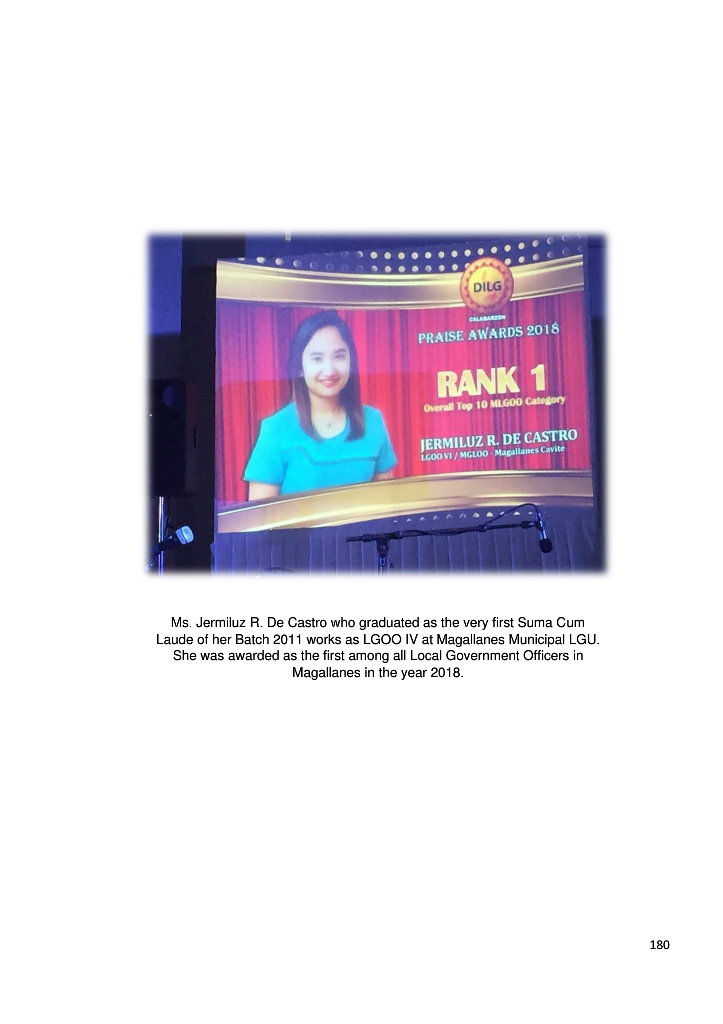 DILG
CALABARZON
PRAISE AWARDS 2018
RANK 1
Overall Top 10 MLGOO Category
JERMILUZ R. DE CASTRO
LGOO VI / MGLOO - Magallanes Cavite
Ms. Jermiluz R. De Castro who graduated as the very first Suma Cum
Laude of her Batch 2011 works as LGOO IV at Magallanes Municipal LGU.
She was awarded as the first among all Local Government Officers in
Magallanes in the year 2018.
180